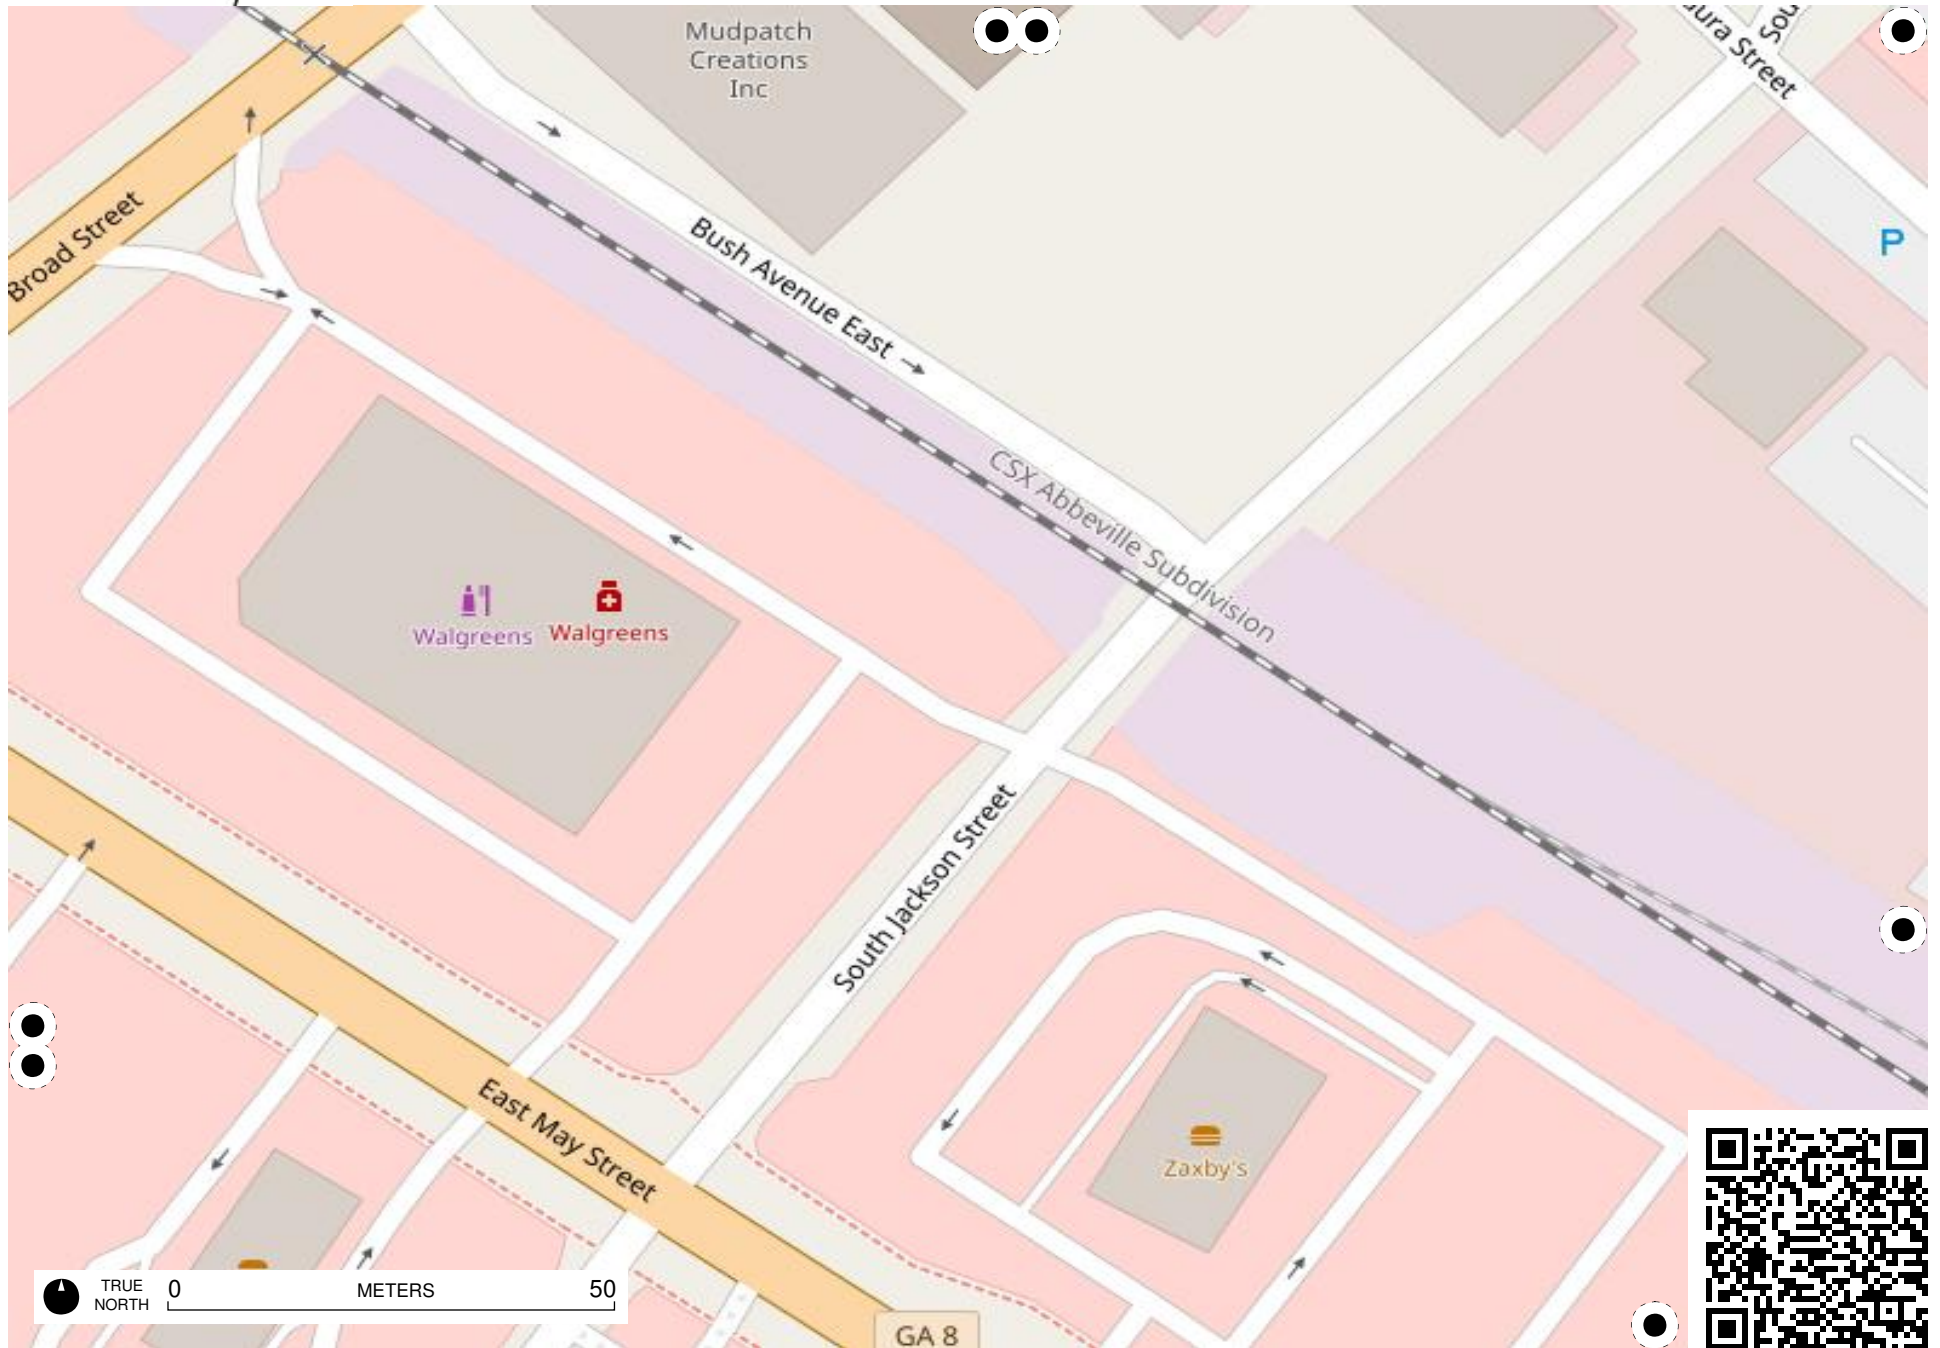 Mudpatch
Creations
Inc
Street
Broad Street
P
Bush Avenue East
CSX Abbeville Subdivision
Walgreens
Walgreens
South Jackson Street
East May Street
Zaxby's
TRUE
NORTH
0
METERS
50
GA 8